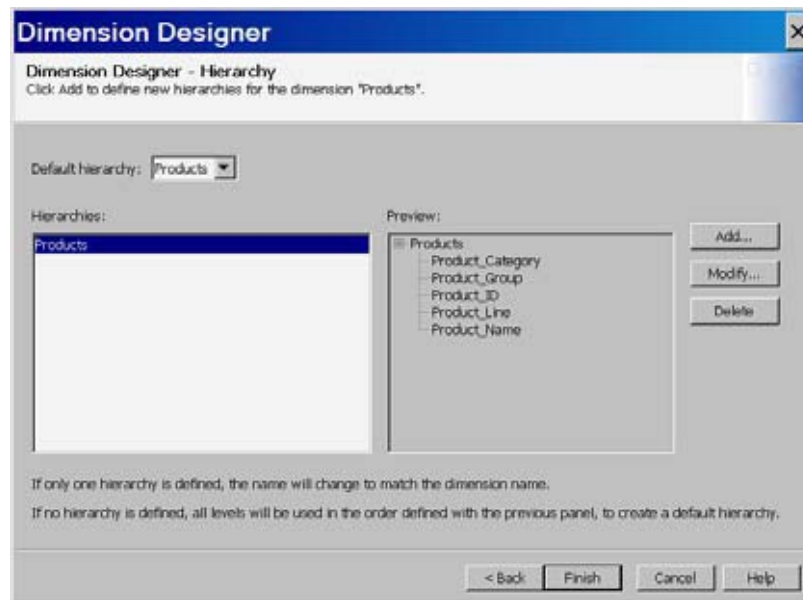 Dimension Designer
Dimension Designer - Hierarchy
Click Add to define new hierarchies for the dimension "Products".
Default hierarchy: Products
Hierarchies:
Preview:
Products
Products
Product_Category
Product_Group
Product_ID
Product_Line
Product_Name
Add...
Modify...
Delete
If only one hierarchy is defined, the name will change to match the dimension name.
If no hierarchy is defined, all levels will be used in the order defined with the previous panel, to create a default hierarchy.
< Back Finish Cancel Help